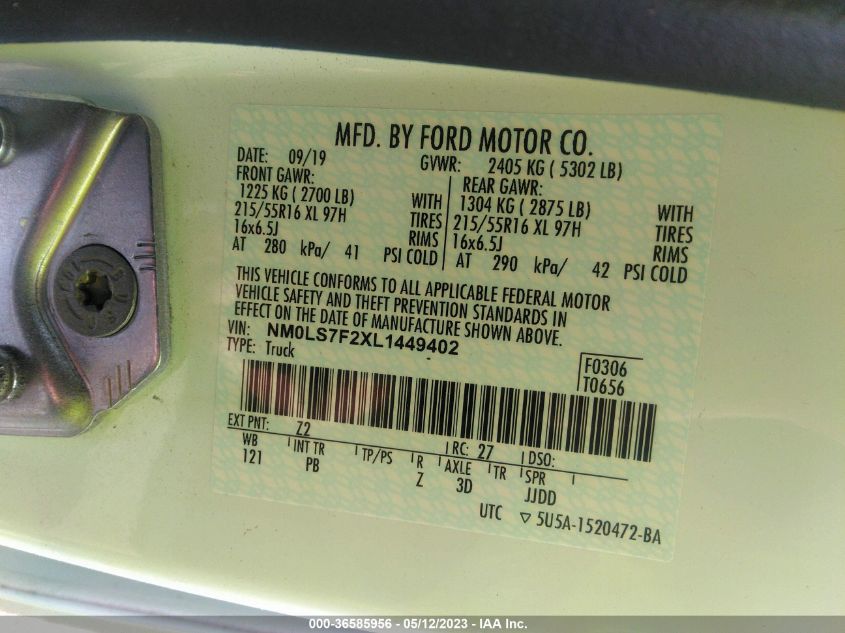 MFD. BY FORD MOTOR CO.
DATE: 09/19 GVWR: 2405 KG ( 5302 LB)
FRONT GAWR: REAR GAWR:
1225 KG ( 2700 LB) WITH 1304 KG ( 2875 LB) WITH
215/55R16 XL 97H TIRES 215/55R16 XL 97H TIRES
16x6.5J RIMS 16x6.5J RIMS
AT 280 kPa/ 41 PSI COLD AT 290 kPa/ 42 PSI COLD
THIS VEHICLE CONFORMS TO ALL APPLICABLE FEDERAL MOTOR
VEHICLE SAFETY AND THEFT PREVENTION STANDARDS IN
EFFECT ON THE DATE OF MANUFACTURE SHOWN ABOVE.
VIN: NM0LS7F2XL1449402
TYPE: Truck
F0306
T0656
EXT PNT: Z2 RC: 27 DSO:
WB INT TR TP/PS R AXLE TR SPR
121 PB Z 3D JJDD
UTC ▽ 5U5A-1520472-BA
000-36585956 - 05/12/2023 - IAA Inc.